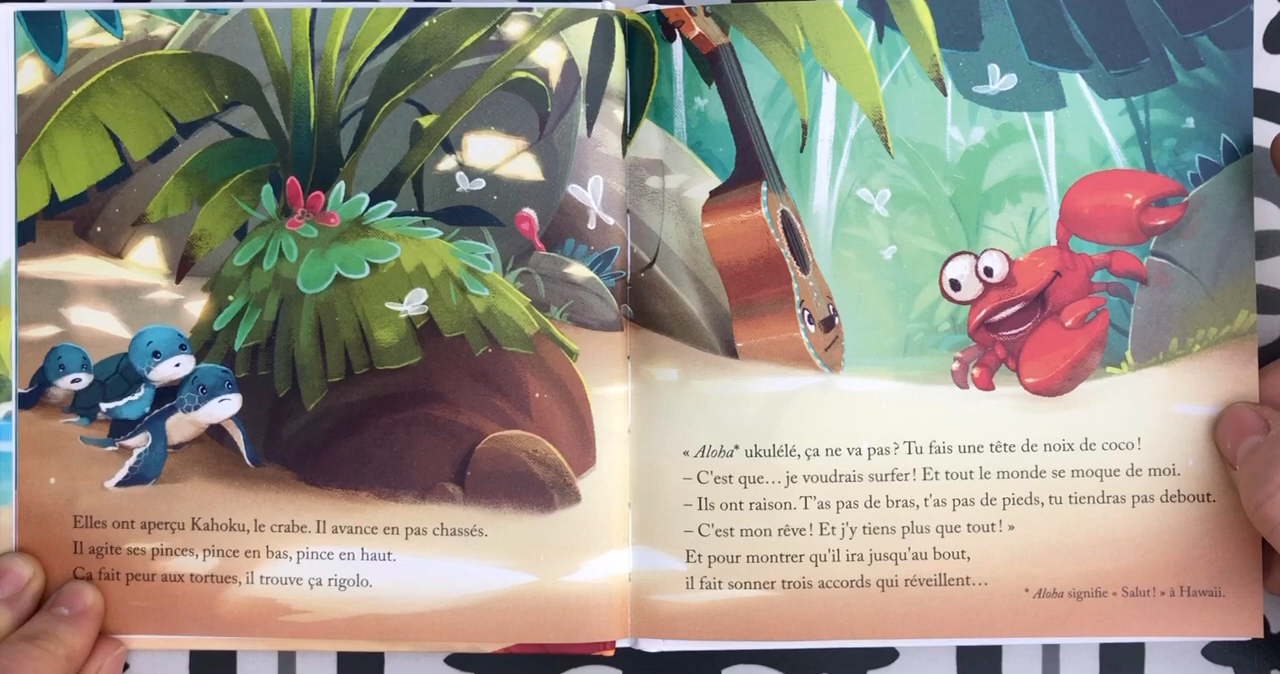 Elles ont aperçu Kahoku, le crabe. Il avance en pas chassés.
Il agite ses pinces, pince en bas, pince en haut.
Ça fait peur aux tortues, il trouve ça rigolo.
« Aloha* ukulélé, ça ne va pas ? Tu fais une tête de noix de coco !
– C'est que… je voudrais surfer ! Et tout le monde se moque de moi.
– Ils ont raison. T'as pas de bras, t'as pas de pieds, tu tiendras pas debout.
– C'est mon rêve ! Et j'y tiens plus que tout ! »
Et pour montrer qu'il ira jusqu'au bout,
il fait sonner trois accords qui réveillent…
* Aloha signifie « Salut ! » à Hawaii.